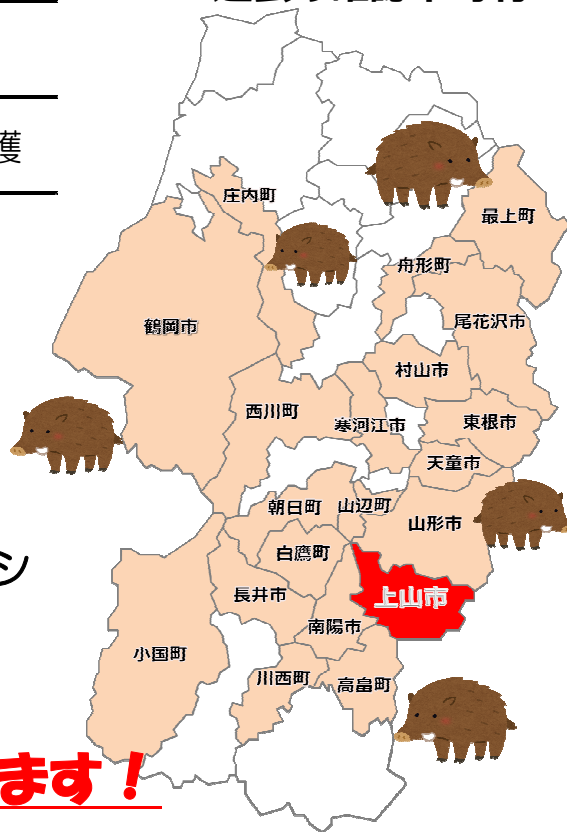 獲
庄内町
最上町
舟形町
尾花沢市
鶴岡市
村山市
西川町
寒河江市
東根市
天童市
朝日町
山辺町
山形市
白鷹町
シ
長井市
上山市
南陽市
小国町
川西町
高畠町
ます！